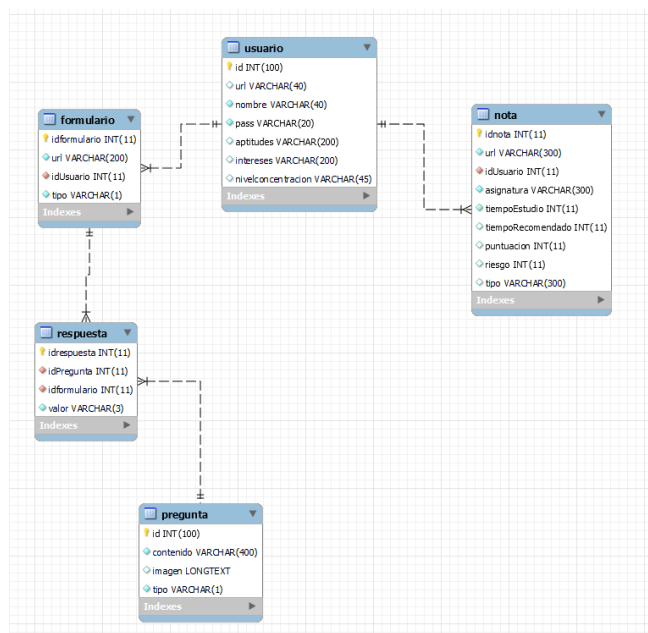 usuario
id INT(100)
url VARCHAR(40)
nombre VARCHAR(40)
pass VARCHAR(20)
aptitudes VARCHAR(200)
intereses VARCHAR(200)
nivelconcentracion VARCHAR(45)
Indexes
formulario
idformulario INT(11)
url VARCHAR(200)
idUsuario INT(11)
tipo VARCHAR(1)
Indexes
nota
idnota INT(11)
url VARCHAR(300)
idUsuario INT(11)
asignatura VARCHAR(300)
tiempoEstudio INT(11)
tiempoRecomendado INT(11)
puntuacion INT(11)
riesgo INT(11)
tipo VARCHAR(300)
Indexes
respuesta
idrespuesta INT(11)
idPregunta INT(11)
idformulario INT(11)
valor VARCHAR(3)
Indexes
pregunta
id INT(100)
contenido VARCHAR(400)
imagen LONGTEXT
tipo VARCHAR(1)
Indexes